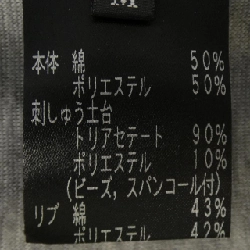 M
本体 綿 50%
ポリエステル 50%
刺しゅう土台
トリアセテート 90%
ポリエステル 10%
(ビーズ, スパンコール付)
リブ 綿 43%
ポリエステル 42%